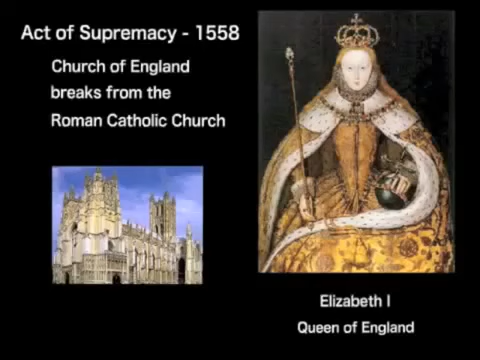 Act of Supremacy - 1558
Church of England
breaks from the
Roman Catholic Church
Elizabeth I
Queen of England